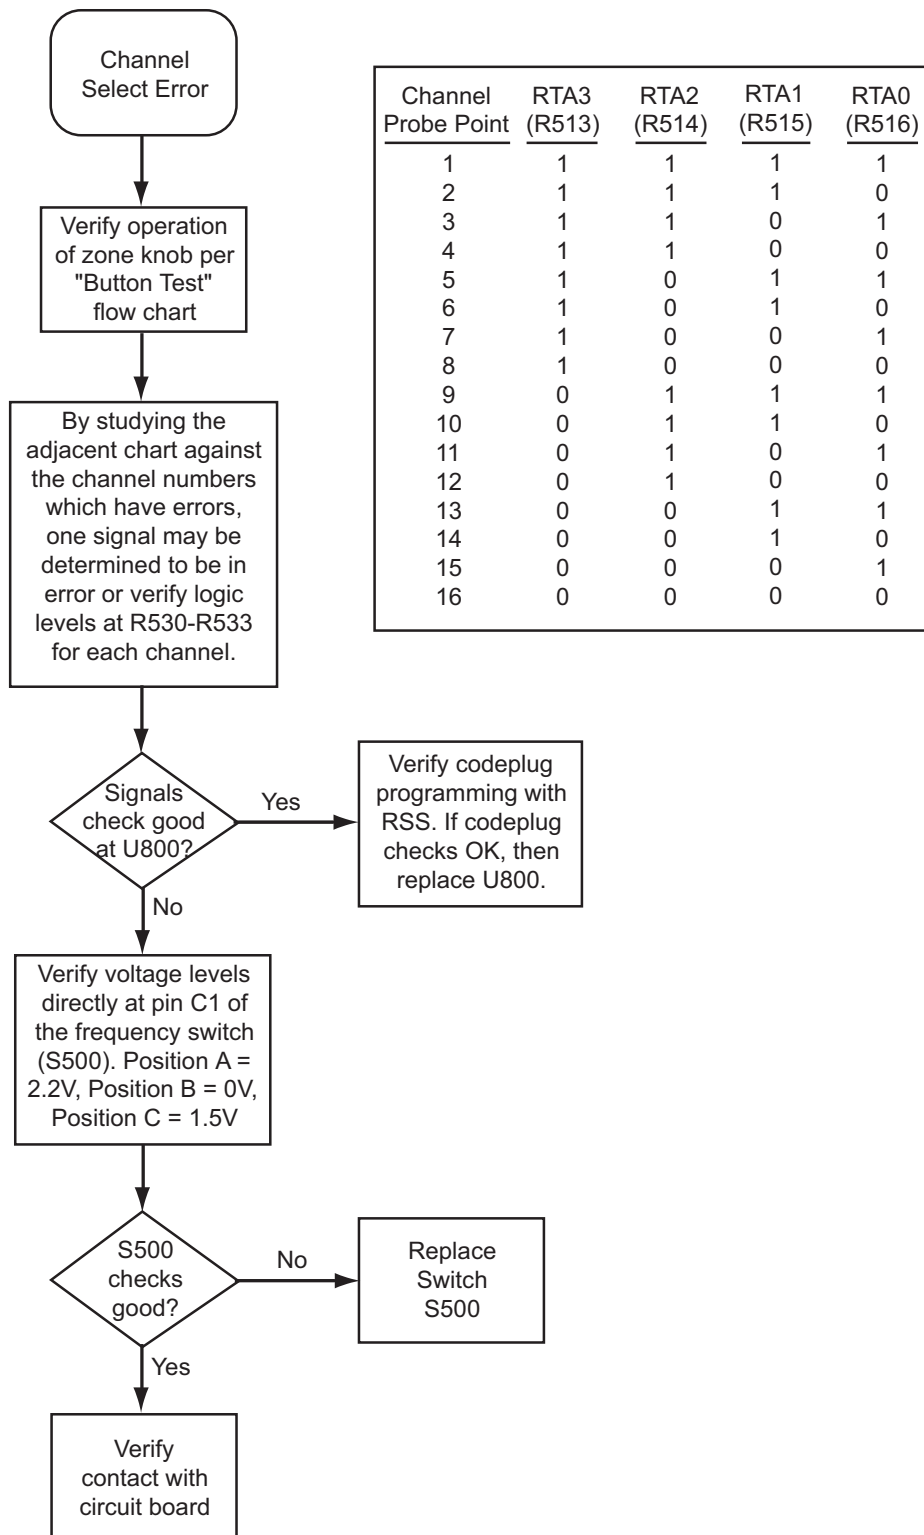 Channel
Select Error
Verify operation
of zone knob per
"Button Test"
flow chart
By studying the
adjacent chart against
the channel numbers
which have errors,
one signal may be
determined to be in
error or verify logic
levels at R530-R533
for each channel.
Signals
check good
at U800?
Yes
Verify codeplug
programming with
RSS. If codeplug
checks OK, then
replace U800.
No
Verify voltage levels
directly at pin C1 of
the frequency switch
(S500). Position A =
2.2V, Position B = 0V,
Position C = 1.5V
S500
checks
good?
No
Replace
Switch
S500
Yes
Verify
contact with
circuit board
Channel RTA3 RTA2 RTA1 RTA0
Probe Point (R513) (R514) (R515) (R516)
1 1 1 1 1
2 1 1 1 0
3 1 1 0 1
4 1 1 0 0
5 1 0 1 1
6 1 0 1 0
7 1 0 0 1
8 1 0 0 0
9 0 1 1 1
10 0 1 1 0
11 0 1 0 1
12 0 1 0 0
13 0 0 1 1
14 0 0 1 0
15 0 0 0 1
16 0 0 0 0